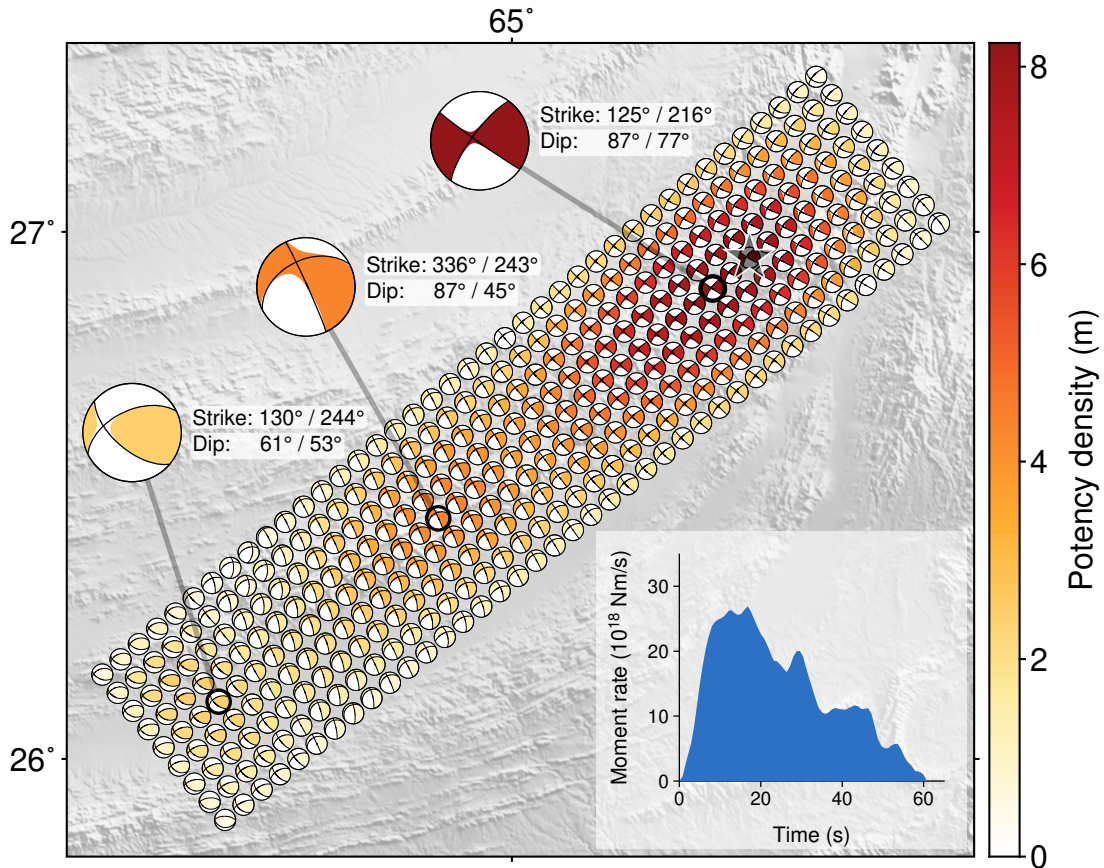 65°
Strike: 125° / 216°
Dip: 87° / 77°
27°
Strike: 336° / 243°
Dip: 87° / 45°
Strike: 130° / 244°
Dip: 61° / 53°
26°
8
6
4
2
0
Potency density (m)
30
20
10
0
Moment rate (10¹⁸ Nm/s)
0 20 40 60
Time (s)